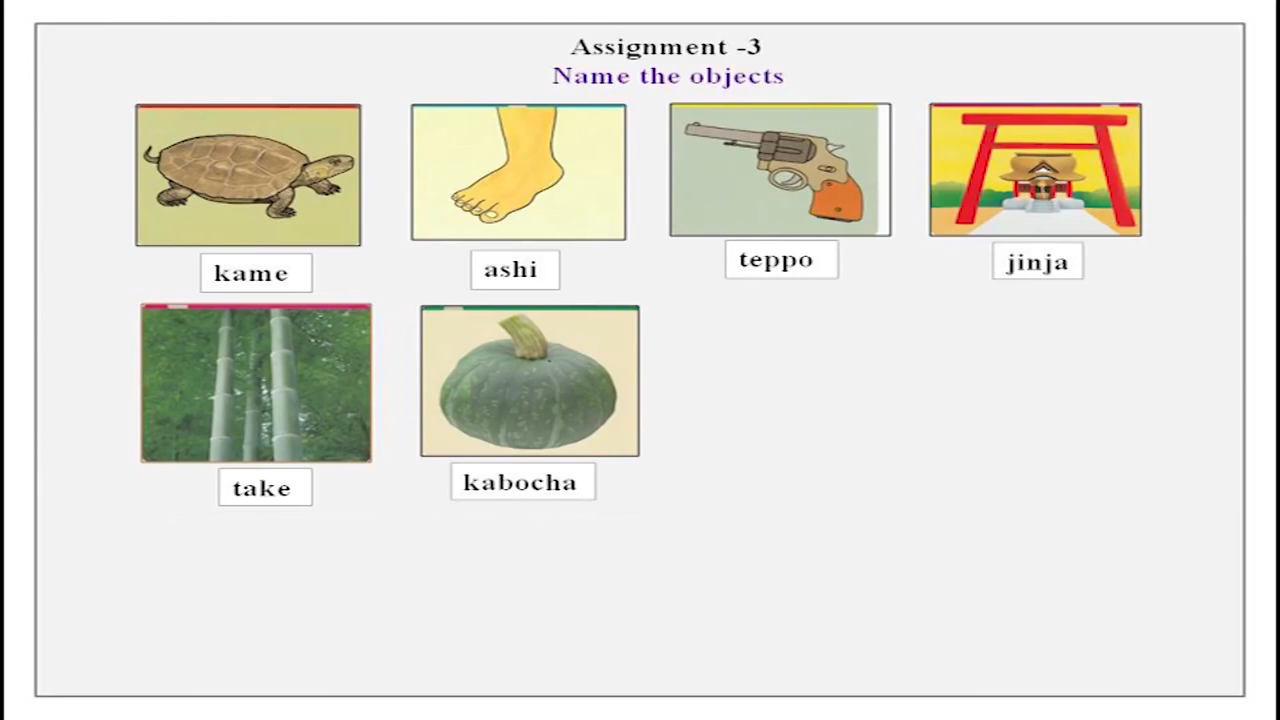 Assignment -3
Name the objects
kame
ashi
teppo
jinja
take
kabocha